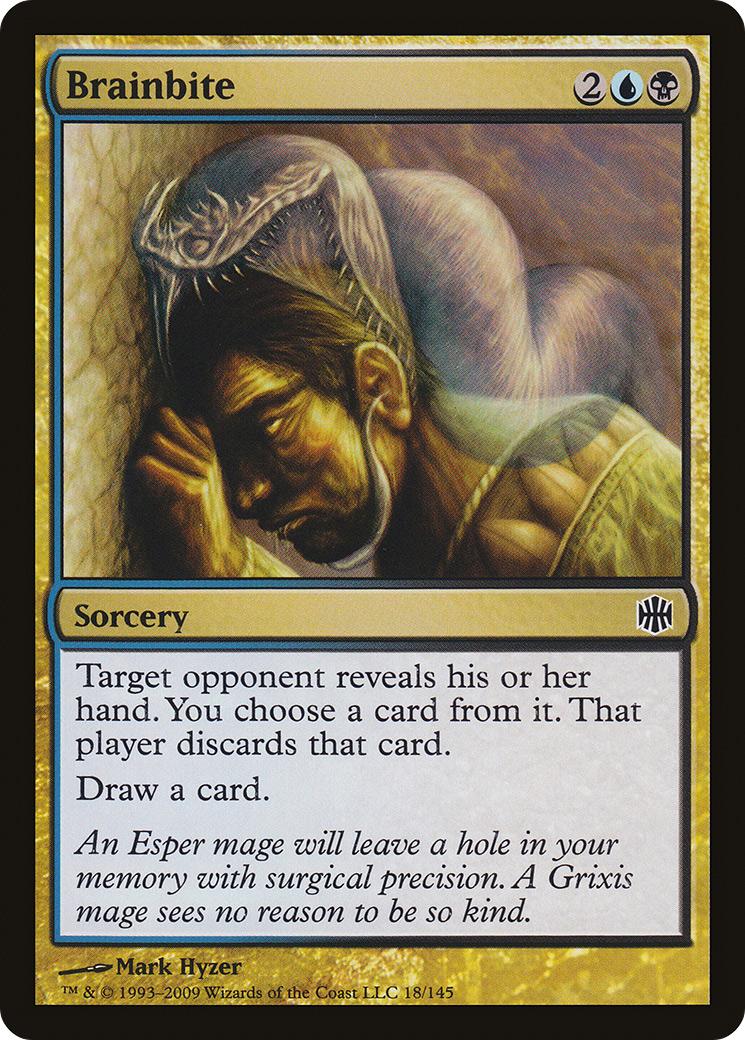 Brainbite 2
Sorcery
Target opponent reveals his or her
hand. You choose a card from it. That
player discards that card.
Draw a card.
An Esper mage will leave a hole in your
memory with surgical precision. A Grixis
mage sees no reason to be so kind.
Mark Hyzer
™ & © 1993–2009 Wizards of the Coast LLC 18/145